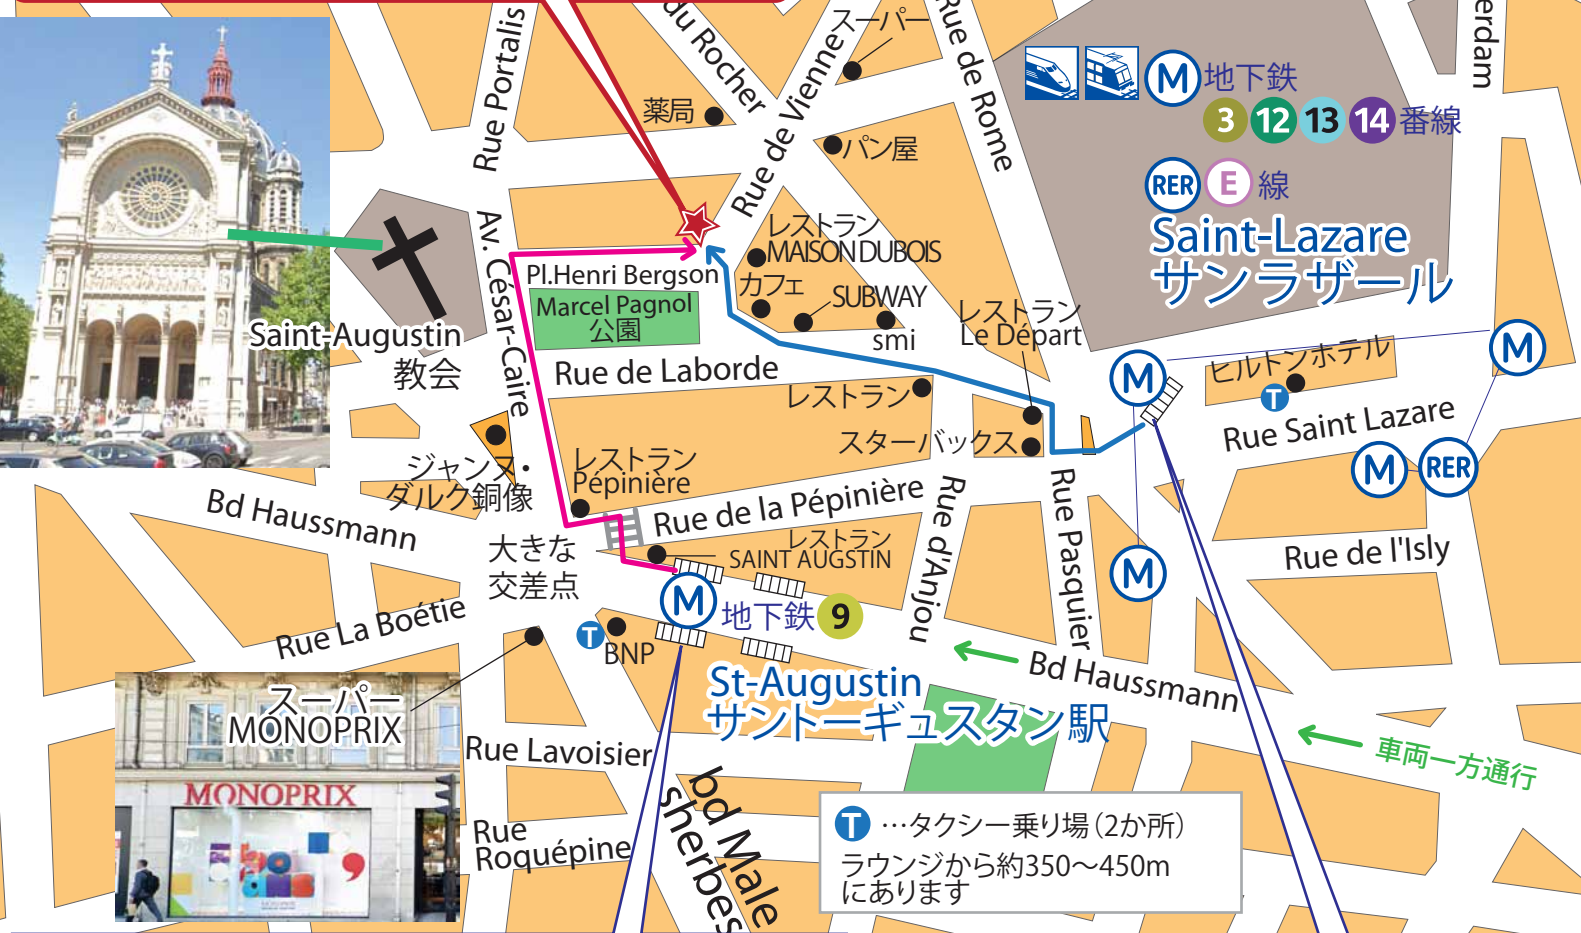 Rue Portalis
du Rocher
スーパー
Rue de Vienne
Rue de Rome
erdam
M 地下鉄
3 12 13 14 番線
RER E 線
Saint-Lazare
サンラザール
薬局
パン屋
レストラン
MAISON DUBOIS
カフェ
SUBWAY
smi
レストラン
Le Départ
Av. César-Caire
Pl.Henri Bergson
Marcel Pagnol
公園
Saint-Augustin
教会
Rue de Laborde
レストラン
スターバックス
M
ヒルトンホテル
T
M
Rue Saint Lazare
M RER
ジャンヌ・
ダルク銅像
レストラン
Pépinière
Rue de la Pépinière
Rue d'Anjou
Rue Pasquier
Rue de l'Isly
Bd Haussmann
大きな
交差点
レストラン
SAINT AUGSTIN
M
M 地下鉄 9
Rue La Boétie
T
BNP
St-Augustin
サントーギュスタン駅
Bd Haussmann
車両一方通行
スーパー
MONOPRIX
MONOPRIX
Rue Lavoisier
Rue
Roquépine
bd Male
sherbes
T …タクシー乗り場（2か所）
ラウンジから約350～450m
にあります